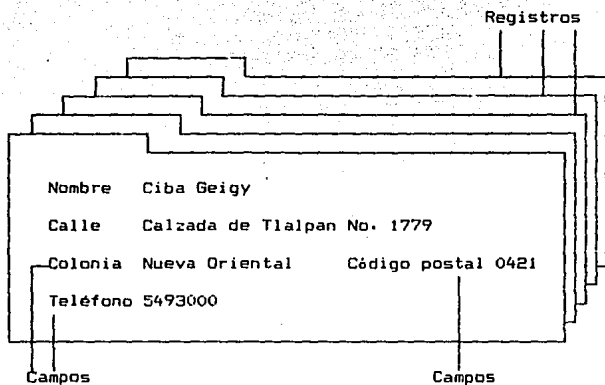 Registros
Nombre Ciba Geigy
Calle Calzada de Tlalpan No. 1779
Colonia Nueva Oriental Código postal 0421
Teléfono 5493000
Campos Campos